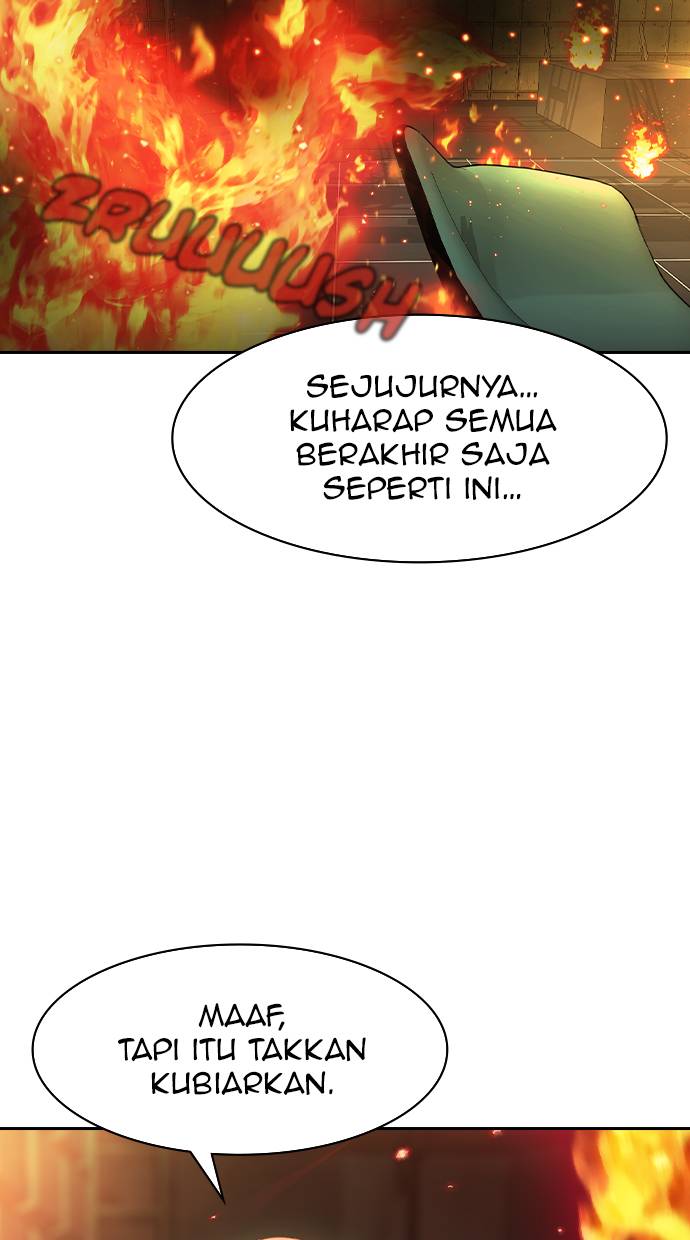 ZRUUUUSH
SEJUJURNYA...
KUHARAP SEMUA
BERAKHIR SAJA
SEPERTI INI...
MAAF,
TAPI ITU TAKKAN
KUBIARKAN.